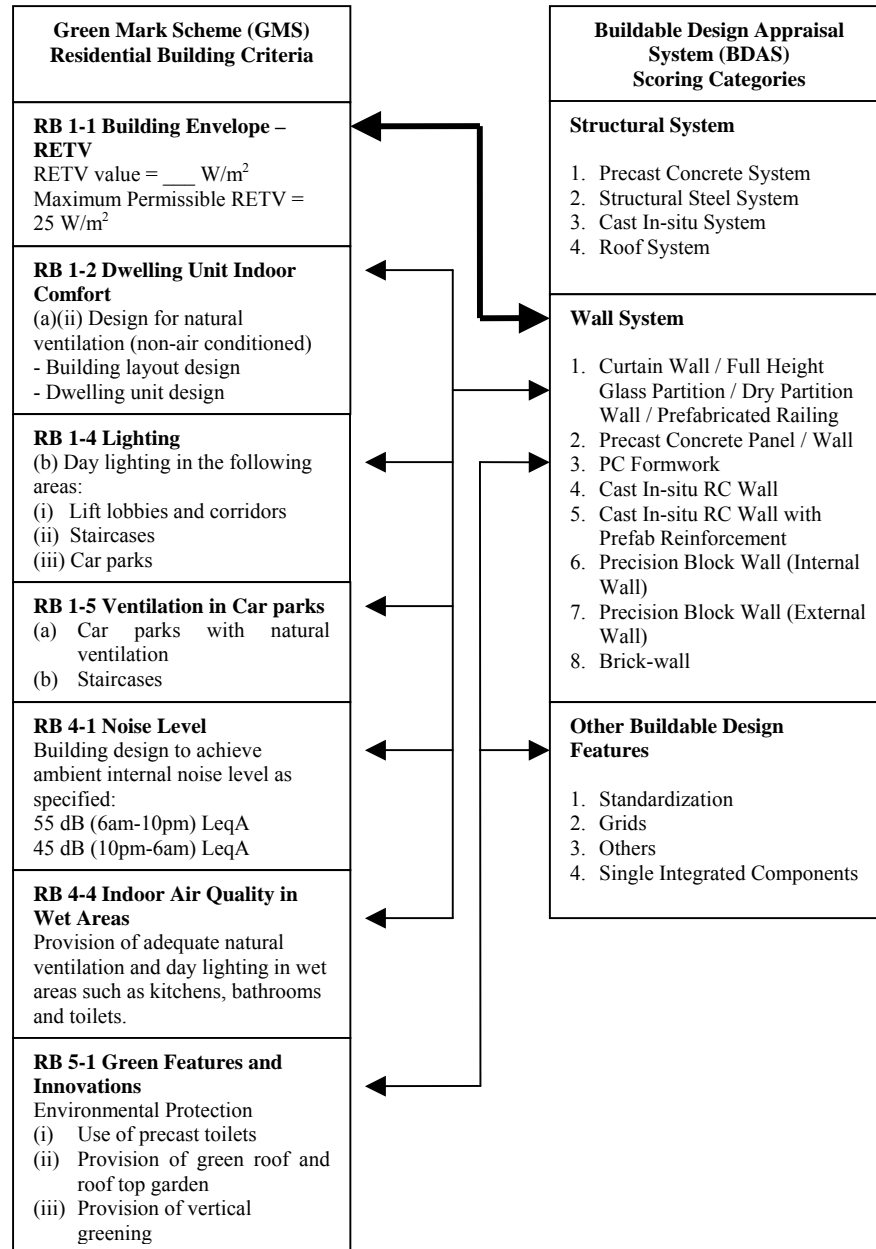 Green Mark Scheme (GMS)
Residential Building Criteria
RB 1-1 Building Envelope –
RETV
RETV value = ___ W/m²
Maximum Permissible RETV =
25 W/m²
RB 1-2 Dwelling Unit Indoor
Comfort
(a)(ii) Design for natural
ventilation (non-air conditioned)
- Building layout design
- Dwelling unit design
RB 1-4 Lighting
(b) Day lighting in the following
areas:
(i) Lift lobbies and corridors
(ii) Staircases
(iii) Car parks
RB 1-5 Ventilation in Car parks
(a) Car parks with natural
ventilation
(b) Staircases
RB 4-1 Noise Level
Building design to achieve
ambient internal noise level as
specified:
55 dB (6am-10pm) LeqA
45 dB (10pm-6am) LeqA
RB 4-4 Indoor Air Quality in
Wet Areas
Provision of adequate natural
ventilation and day lighting in wet
areas such as kitchens, bathrooms
and toilets.
RB 5-1 Green Features and
Innovations
Environmental Protection
(i) Use of precast toilets
(ii) Provision of green roof and
roof top garden
(iii) Provision of vertical
greening
Buildable Design Appraisal
System (BDAS)
Scoring Categories
Structural System
1. Precast Concrete System
2. Structural Steel System
3. Cast In-situ System
4. Roof System
Wall System
1. Curtain Wall / Full Height
Glass Partition / Dry Partition
Wall / Prefabricated Railing
2. Precast Concrete Panel / Wall
3. PC Formwork
4. Cast In-situ RC Wall
5. Cast In-situ RC Wall with
Prefab Reinforcement
6. Precision Block Wall (Internal
Wall)
7. Precision Block Wall (External
Wall)
8. Brick-wall
Other Buildable Design
Features
1. Standardization
2. Grids
3. Others
4. Single Integrated Components